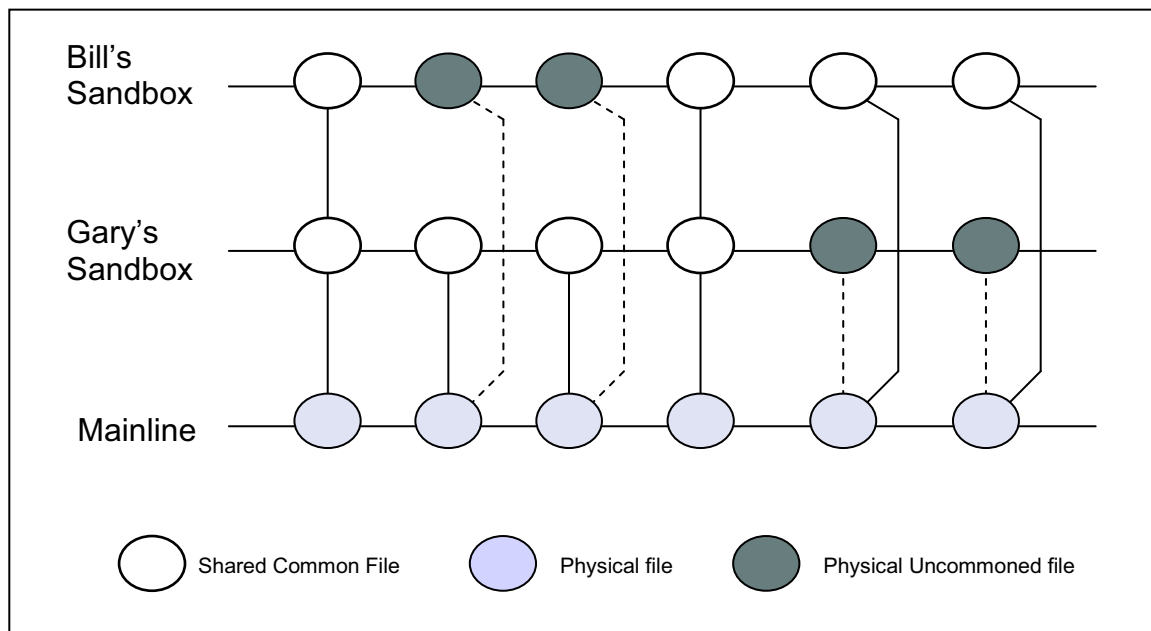 Bill’s
Sandbox
Gary’s
Sandbox
Mainline
Shared Common File
Physical file
Physical Uncommoned file